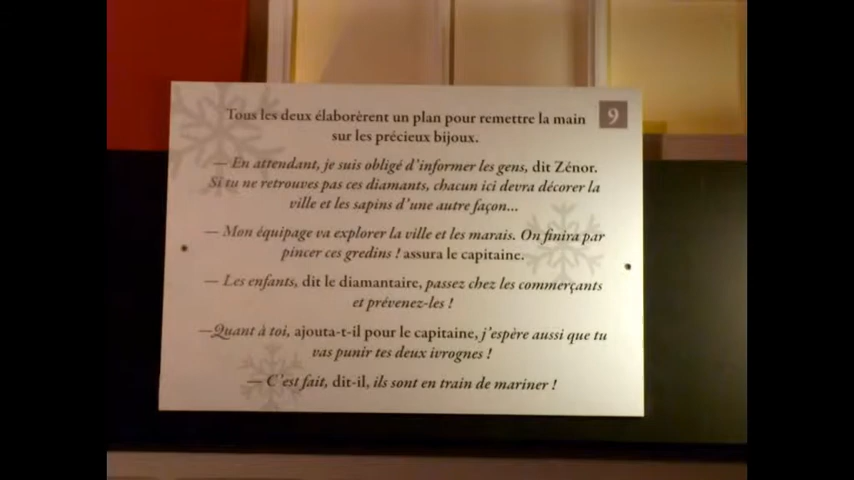 Tous les deux élaborèrent un plan pour remettre la main
9
sur les précieux bijoux.
— En attendant, je suis obligé d'informer les gens, dit Zénor.
Si tu ne retrouves pas ces diamants, chacun ici devra décorer la
ville et les sapins d'une autre façon...
— Mon équipage va explorer la ville et les marais. On finira par
pincer ces gredins ! assura le capitaine.
— Les enfants, dit le diamantaire, passez chez les commerçants
et prévenez-les !
—Quant à toi, ajouta-t-il pour le capitaine, j'espère aussi que tu
vas punir tes deux ivrognes !
— C'est fait, dit-il, ils sont en train de mariner !